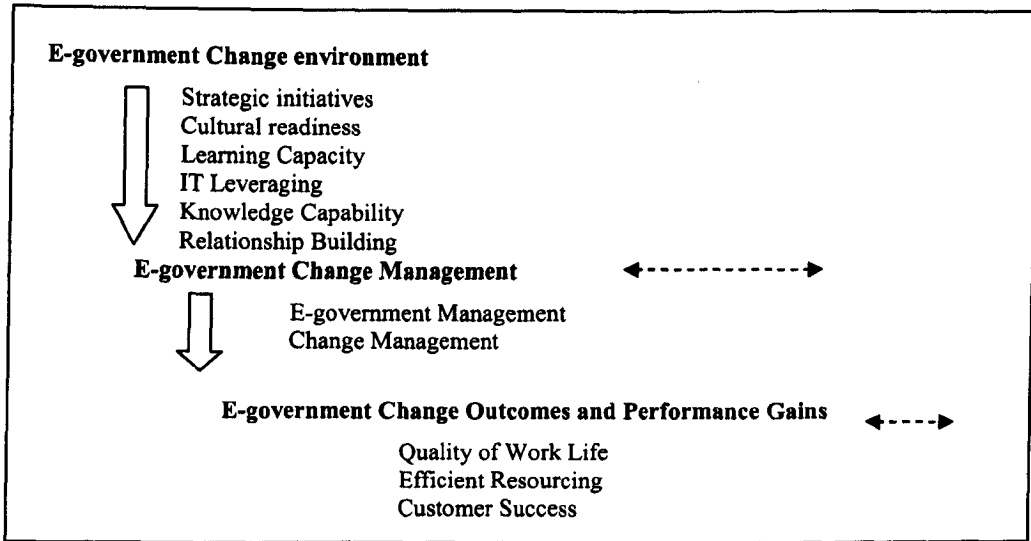 E-government Change environment
Strategic initiatives
Cultural readiness
Learning Capacity
IT Leveraging
Knowledge Capability
Relationship Building
E-government Change Management
E-government Management
Change Management
E-government Change Outcomes and Performance Gains
Quality of Work Life
Efficient Resourcing
Customer Success